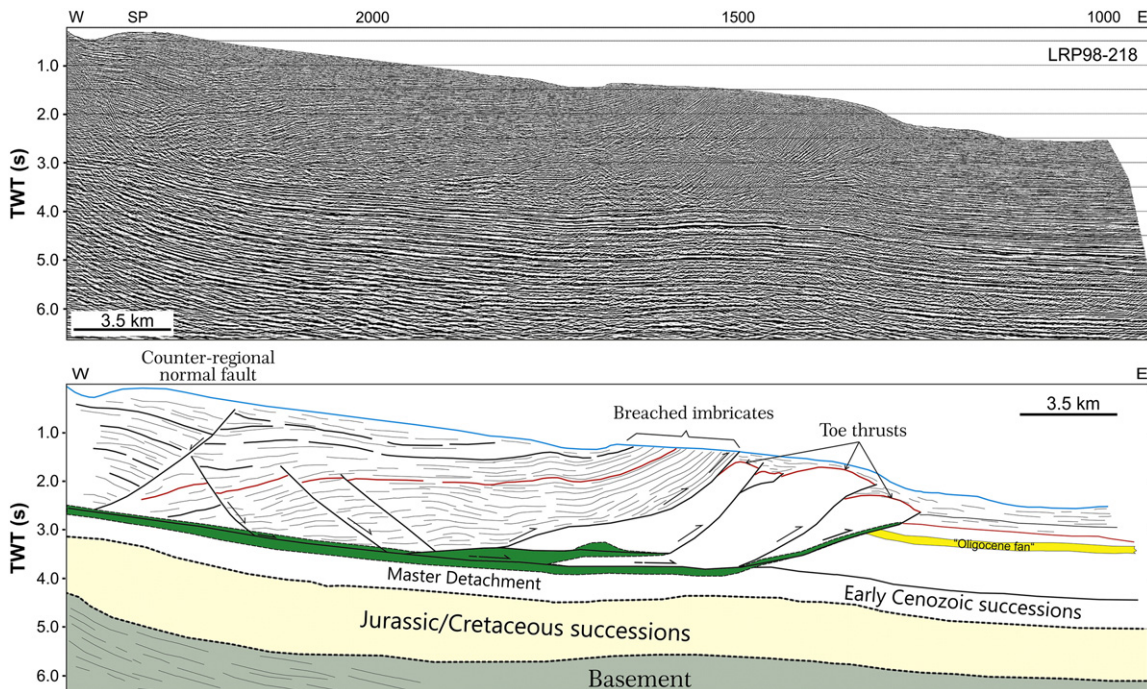 W SP 2000 1500 1000 E
LRP98-218
1.0
2.0
TWT (s)
3.0
4.0
5.0
6.0
3.5 km
Counter-regional
normal fault
W E
3.5 km
Breached imbricates
Toe thrusts
1.0
2.0
TWT (s)
3.0
4.0
5.0
6.0
"Oligocene fan"
Master Detachment
Early Cenozoic successions
Jurassic/Cretaceous successions
Basement